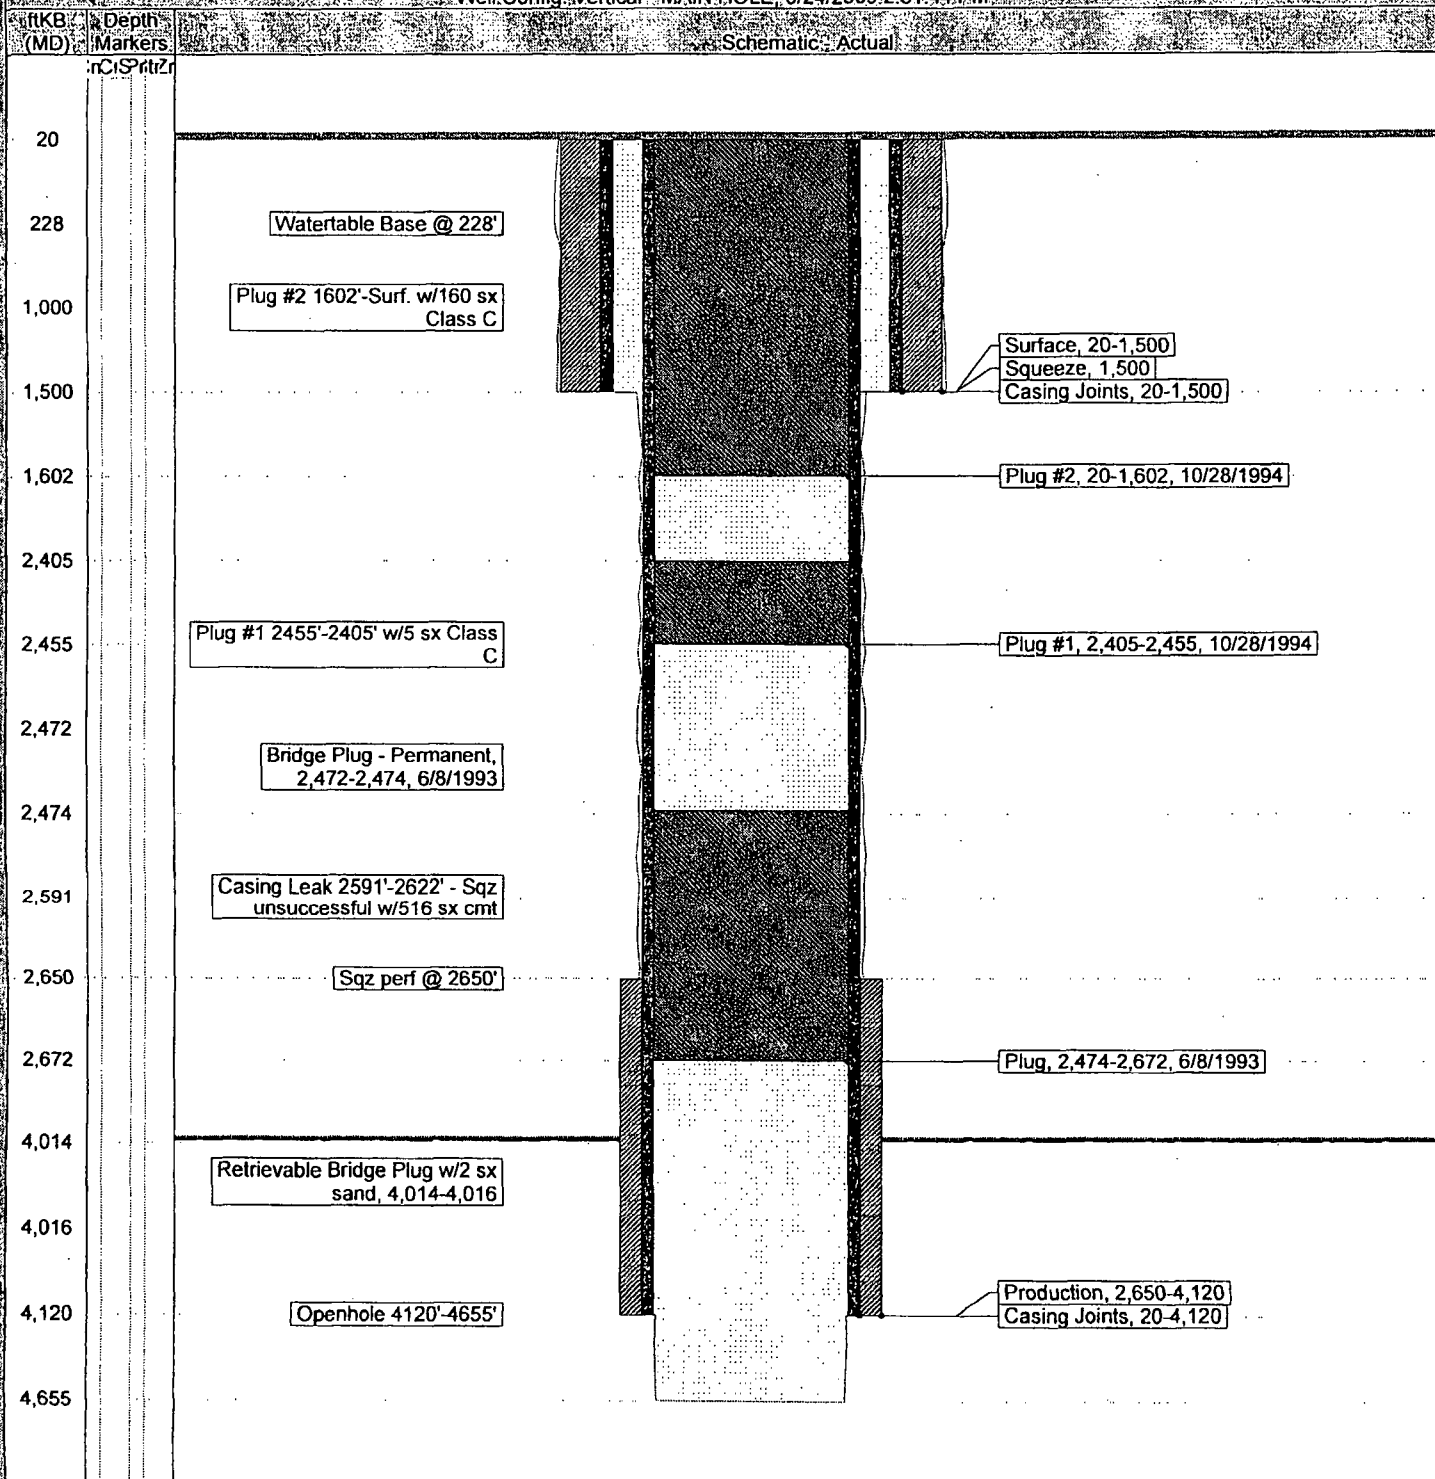 Well Config: Vertical - MAIN HOLE,
ftKB
(MD)
Depth
Markers
Schematic - Actual
20
228
1,000
1,500
1,602
2,405
2,455
2,472
2,474
2,591
2,650
2,672
4,014
4,016
4,120
4,655
Watertable Base @ 228'
Plug #2 1602'-Surf. w/160 sx
Class C
Plug #1 2455'-2405' w/5 sx Class
C
Bridge Plug - Permanent,
2,472-2,474, 6/8/1993
Casing Leak 2591'-2622' - Sqz
unsuccessful w/516 sx cmt
Sqz perf @ 2650'
Retrievable Bridge Plug w/2 sx
sand, 4,014-4,016
Openhole 4120'-4655'
Surface, 20-1,500
Squeeze, 1,500
Casing Joints, 20-1,500
Plug #2, 20-1,602, 10/28/1994
Plug #1, 2,405-2,455, 10/28/1994
Plug, 2,474-2,672, 6/8/1993
Production, 2,650-4,120
Casing Joints, 20-4,120